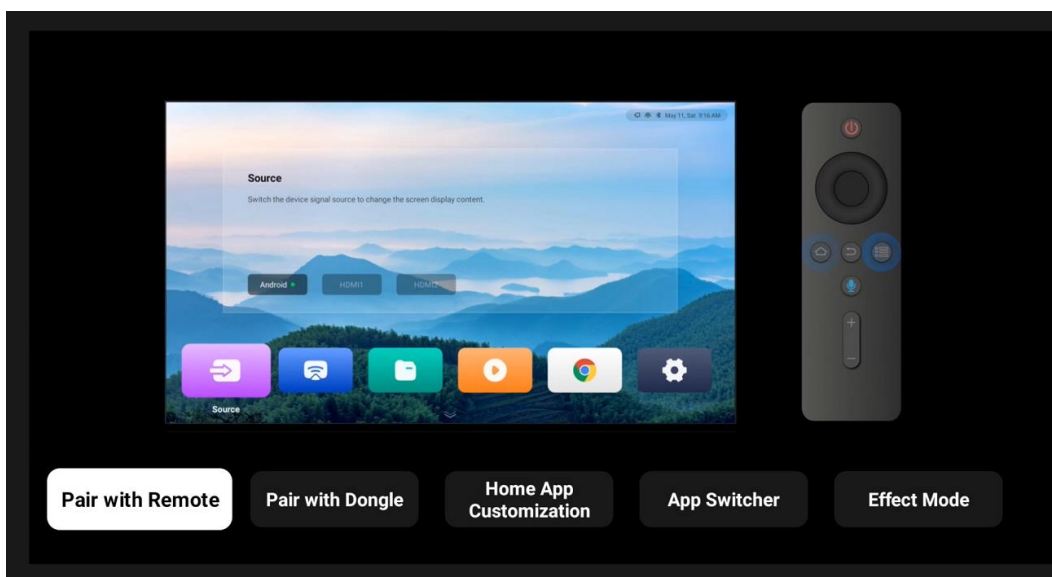 May 11, Sat 9:16 AM
Source
Switch the device signal source to change the screen display content.
Android
HDMI1
HDMI2
Source
Pair with Remote
Pair with Dongle
Home App
Customization
App Switcher
Effect Mode